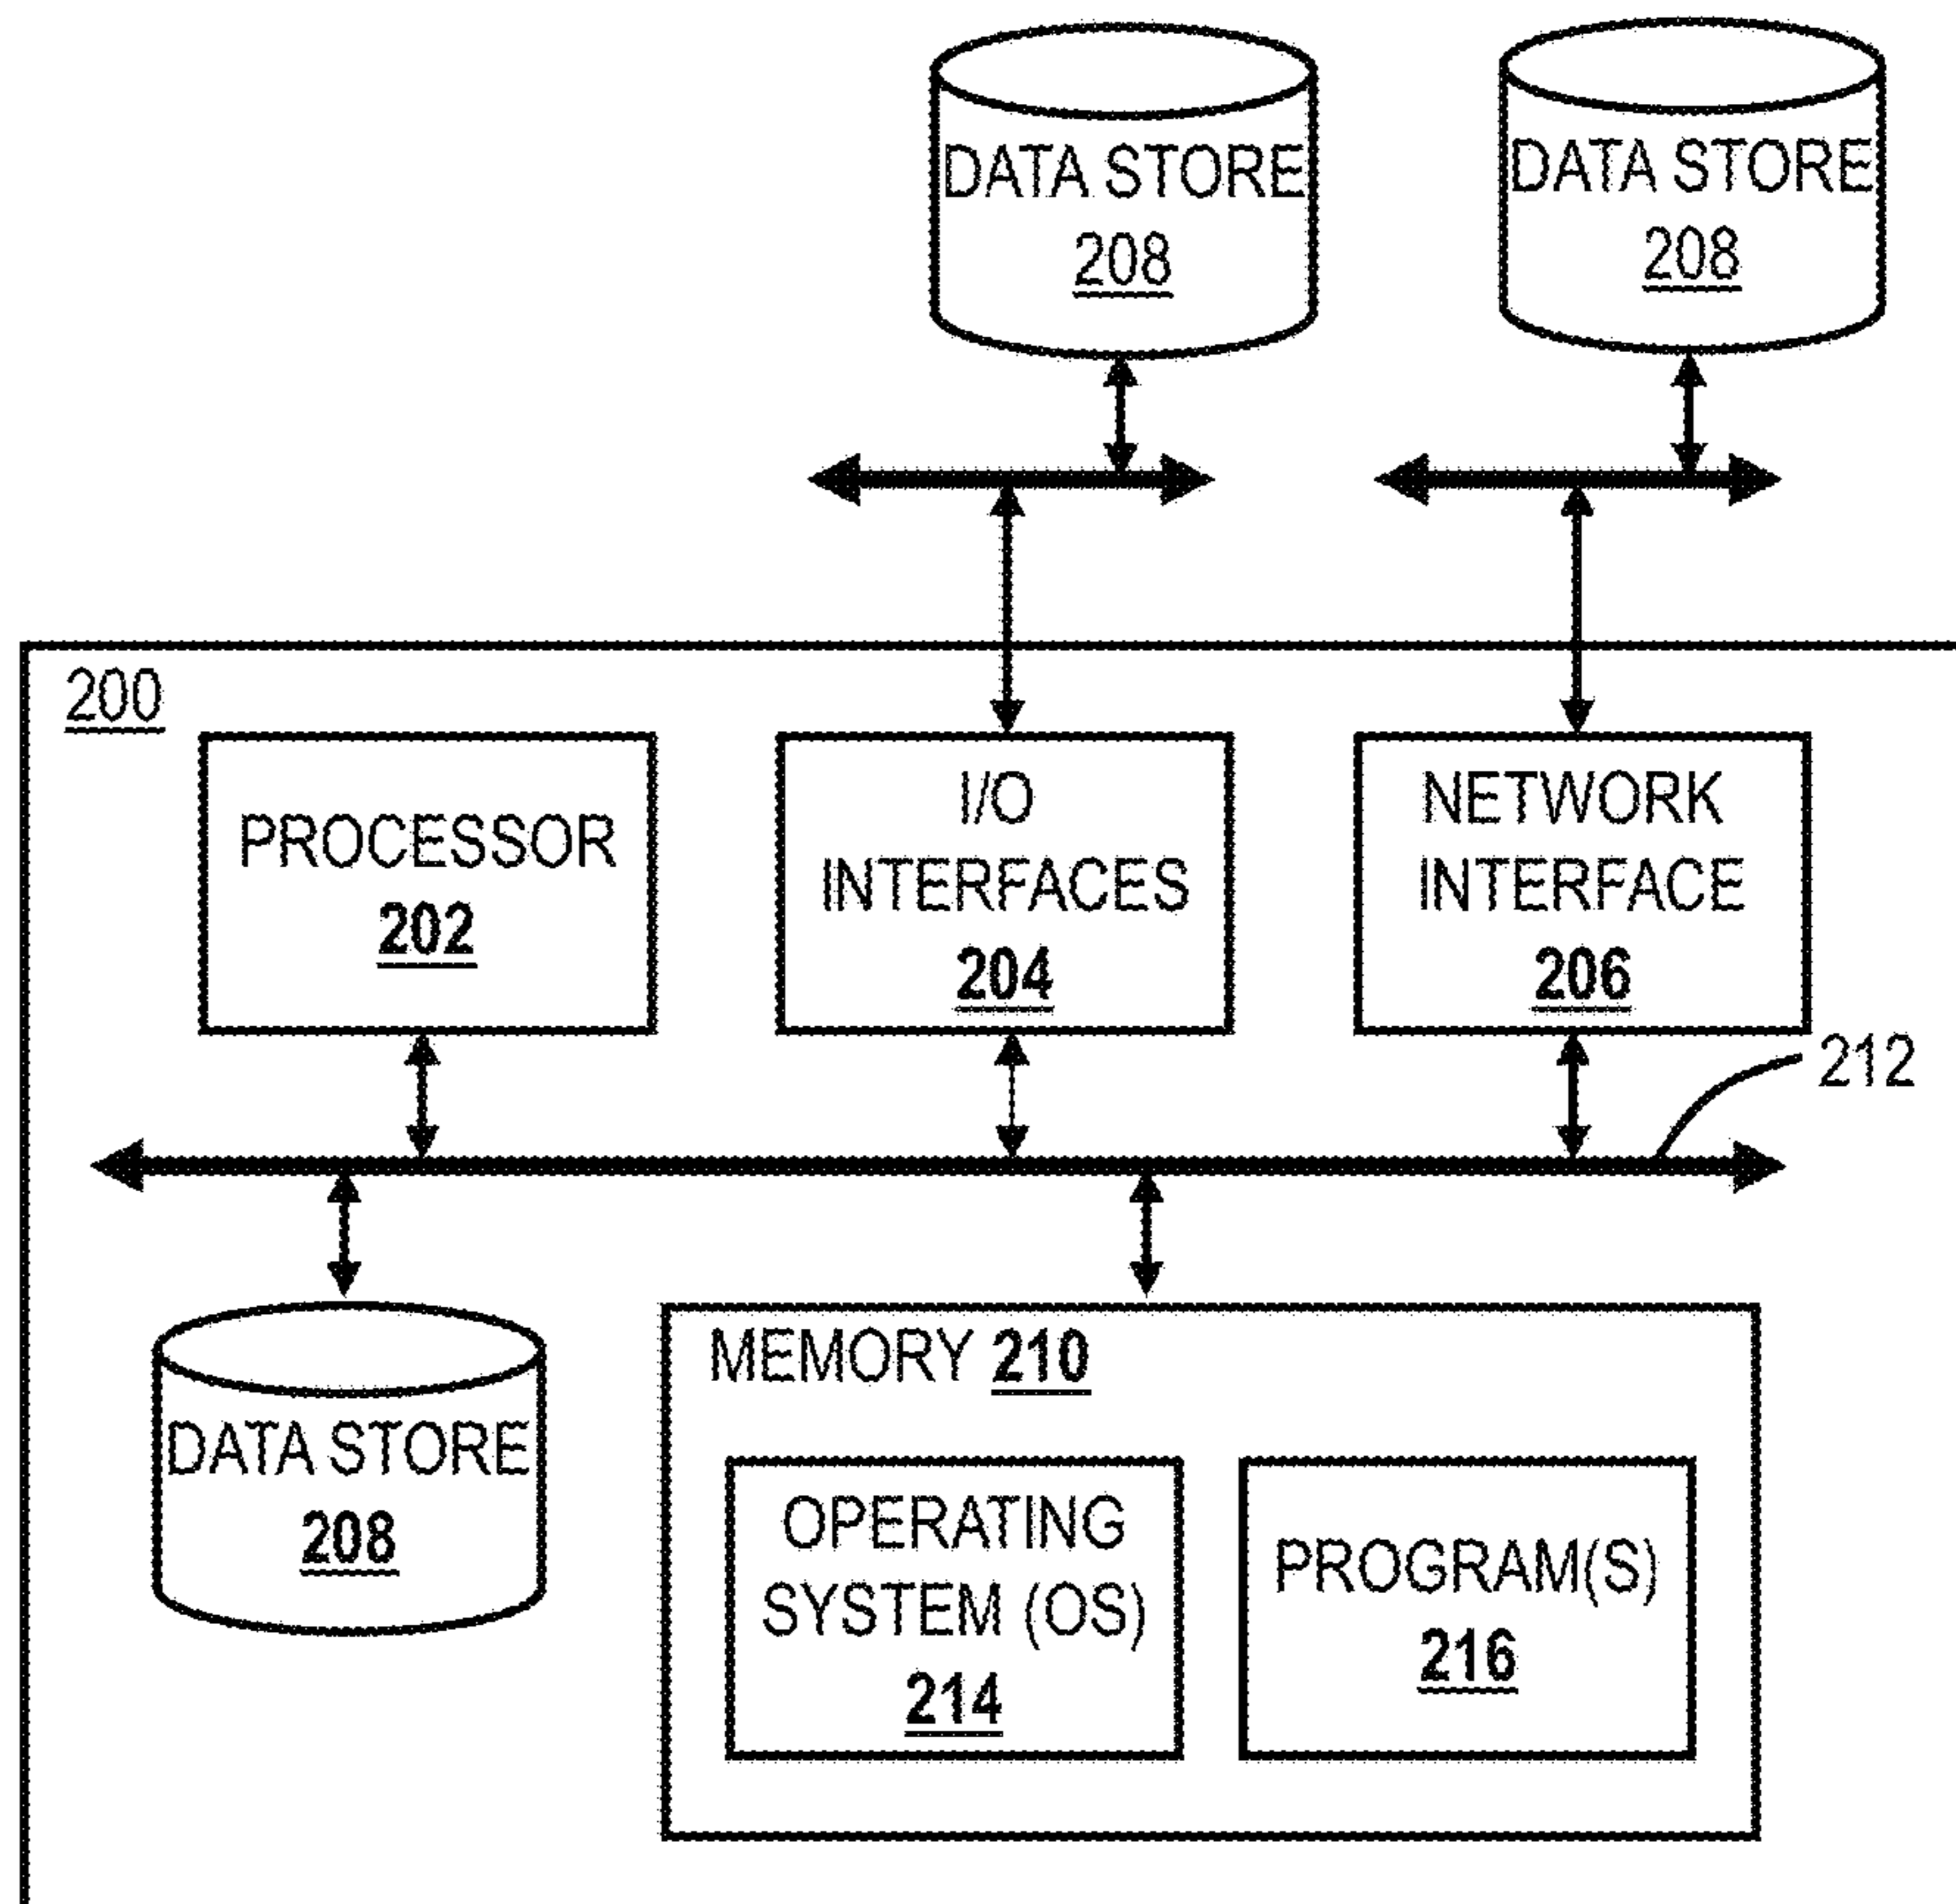 DATA STORE
208
DATA STORE
208
200
PROCESSOR
202
I/O
INTERFACES
204
NETWORK
INTERFACE
206
212
DATA STORE
208
MEMORY 210
OPERATING
SYSTEM (OS)
214
PROGRAM(S)
216